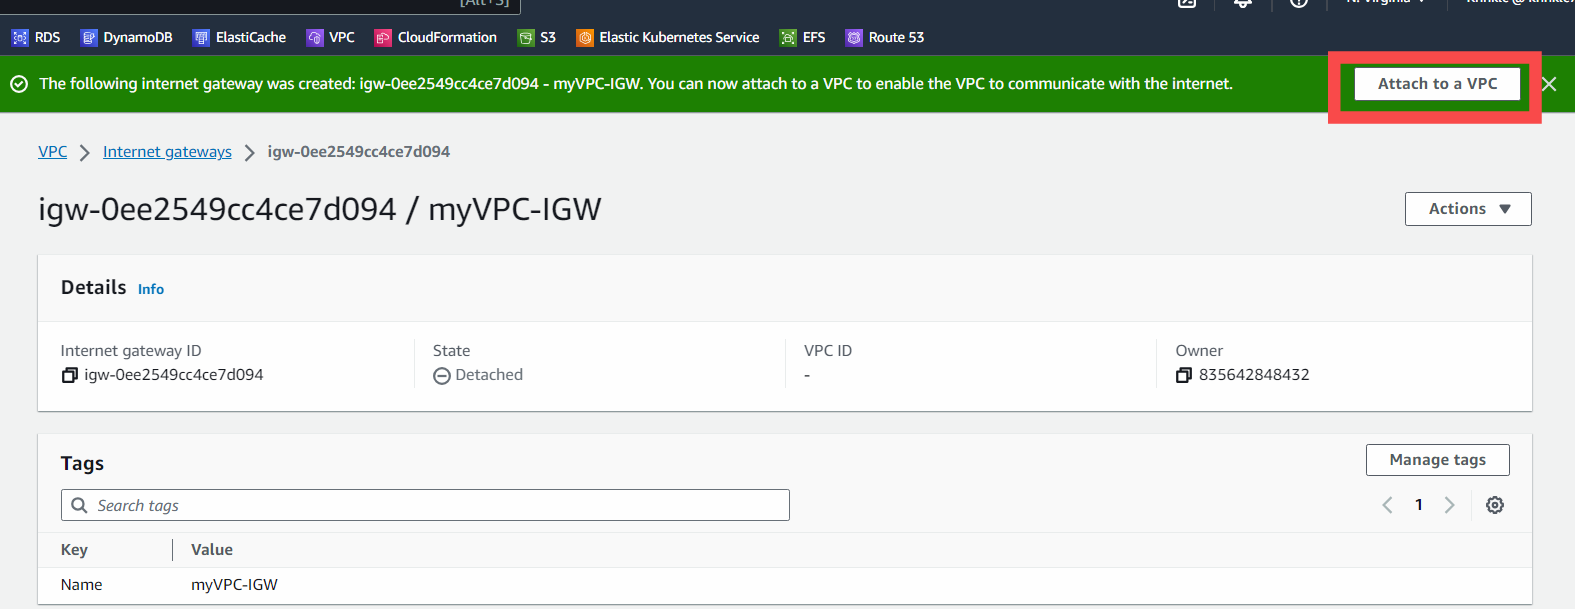 [Alt+S]
N. Virginia
RDS DynamoDB ElastiCache VPC CloudFormation S3 Elastic Kubernetes Service EFS Route 53
The following internet gateway was created: igw-0ee2549cc4ce7d094 - myVPC-IGW. You can now attach to a VPC to enable the VPC to communicate with the internet. Attach to a VPC
VPC Internet gateways igw-0ee2549cc4ce7d094
igw-0ee2549cc4ce7d094 / myVPC-IGW
Actions
Details Info
Internet gateway ID State VPC ID Owner
igw-0ee2549cc4ce7d094 Detached - 835642848432
Tags
Manage tags
Search tags
1
Key Value
Name myVPC-IGW